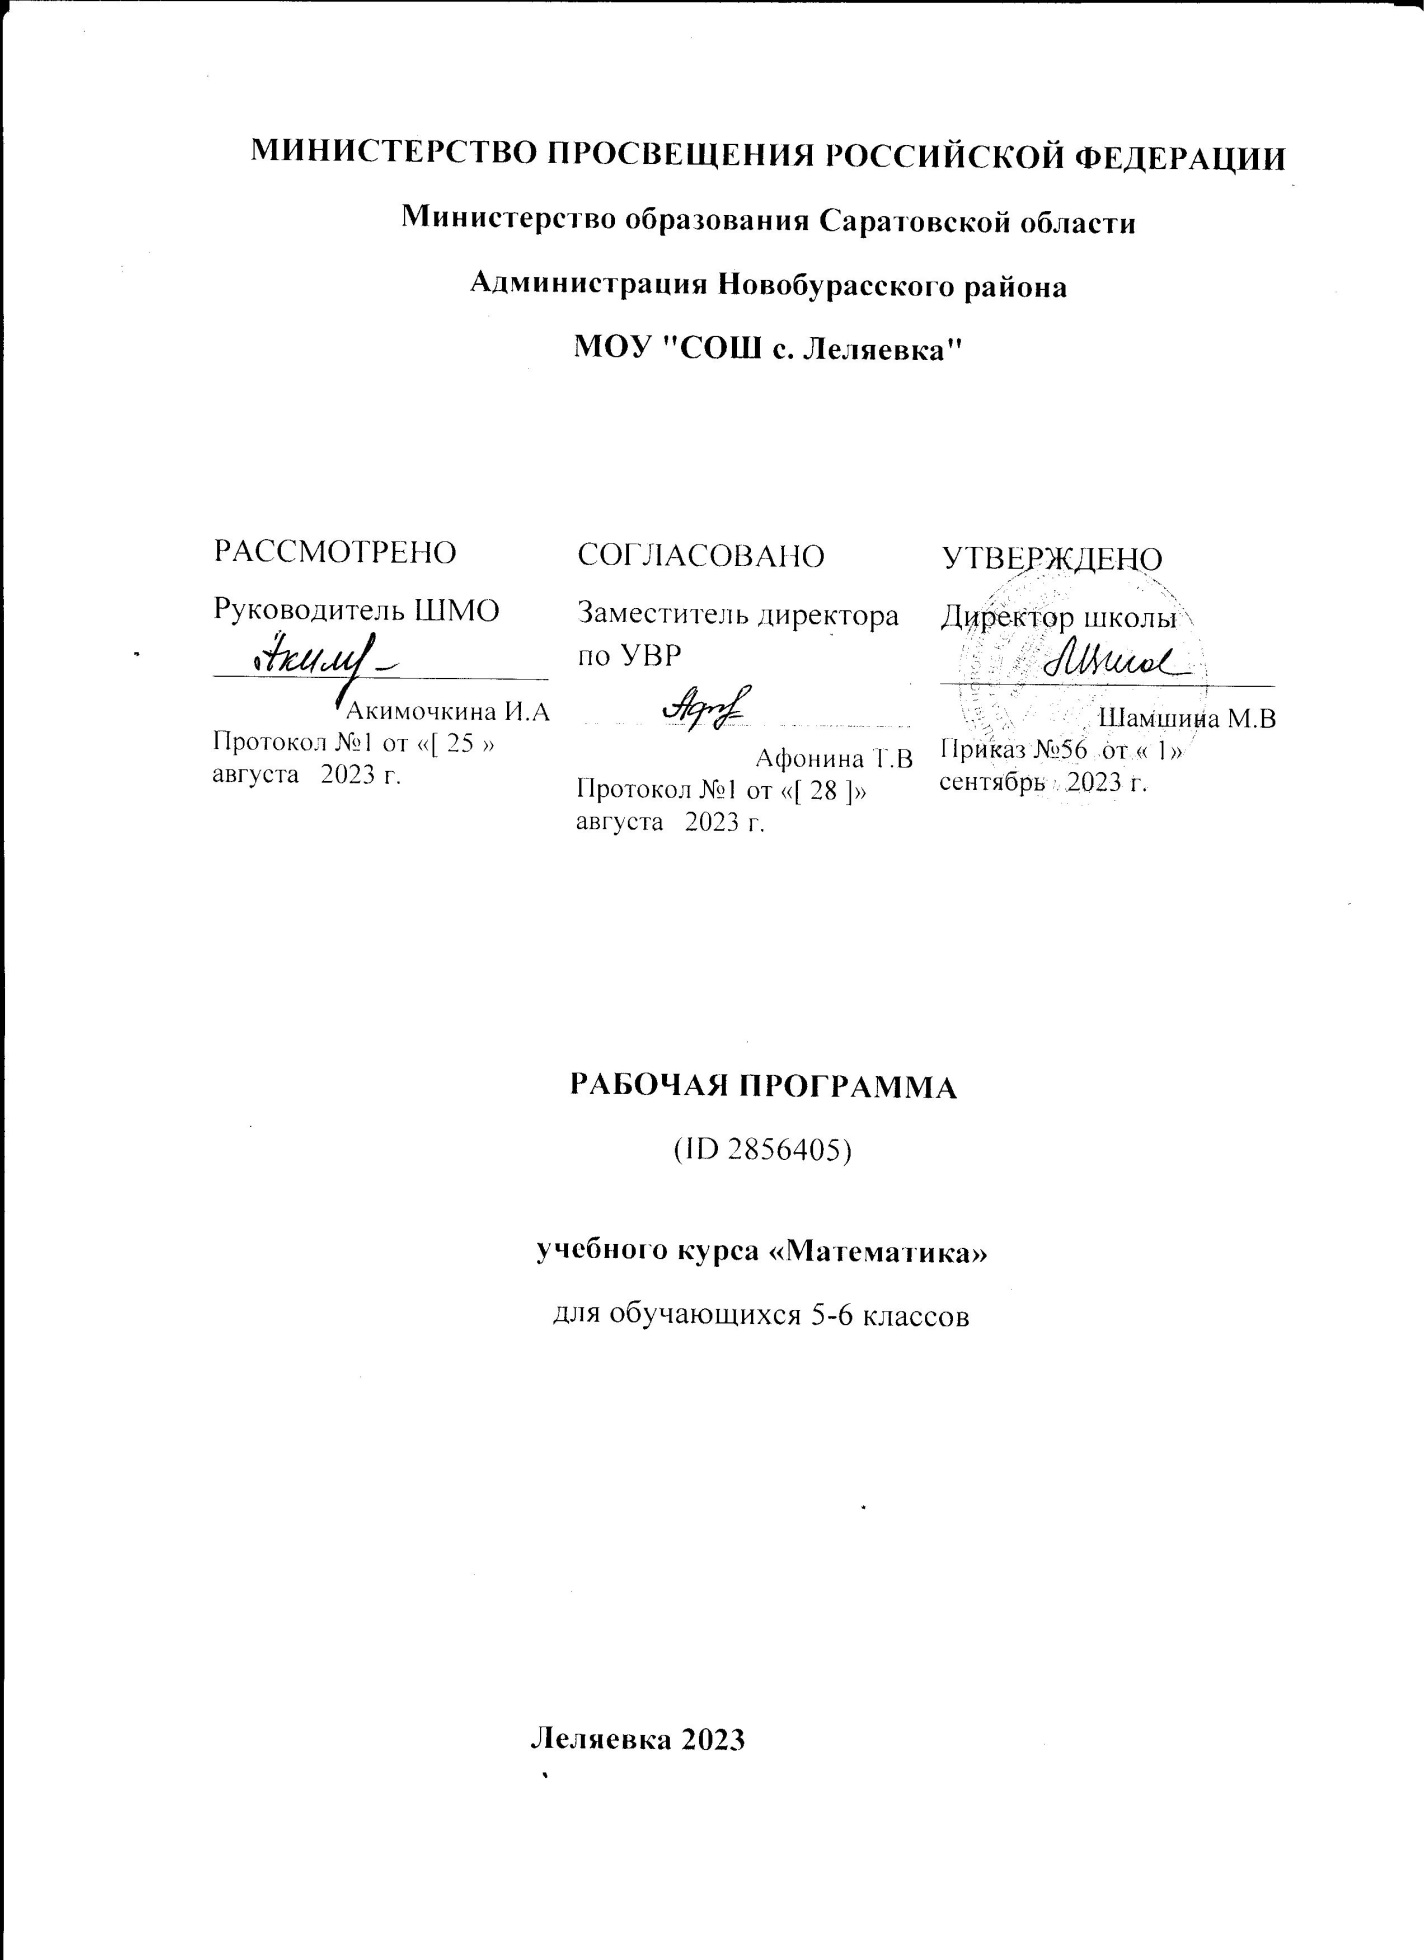 МИНИСТЕРСТВО ПРОСВЕЩЕНИЯ РОССИЙСКОЙ ФЕДЕРАЦИИ
Министерство образования Саратовской области
Администрация Новобурасского района
МОУ "СОШ с. Леляевка"
РАССМОТРЕНО
Руководитель ШМО
Акимочкина И.А
Протокол №1 от «[ 25 »
августа 2023 г.
СОГЛАСОВАНО
Заместитель директора
по УВР
Афонина Т.В
Протокол №1 от «[ 28 ]»
августа 2023 г.
УТВЕРЖДЕНО
Директор школы
Шамшина М.В
Приказ №56 от « 1»
сентябрь 2023 г.
РАБОЧАЯ ПРОГРАММА
(ID 2856405)
учебного курса «Математика»
для обучающихся 5-6 классов
Леляевка 2023